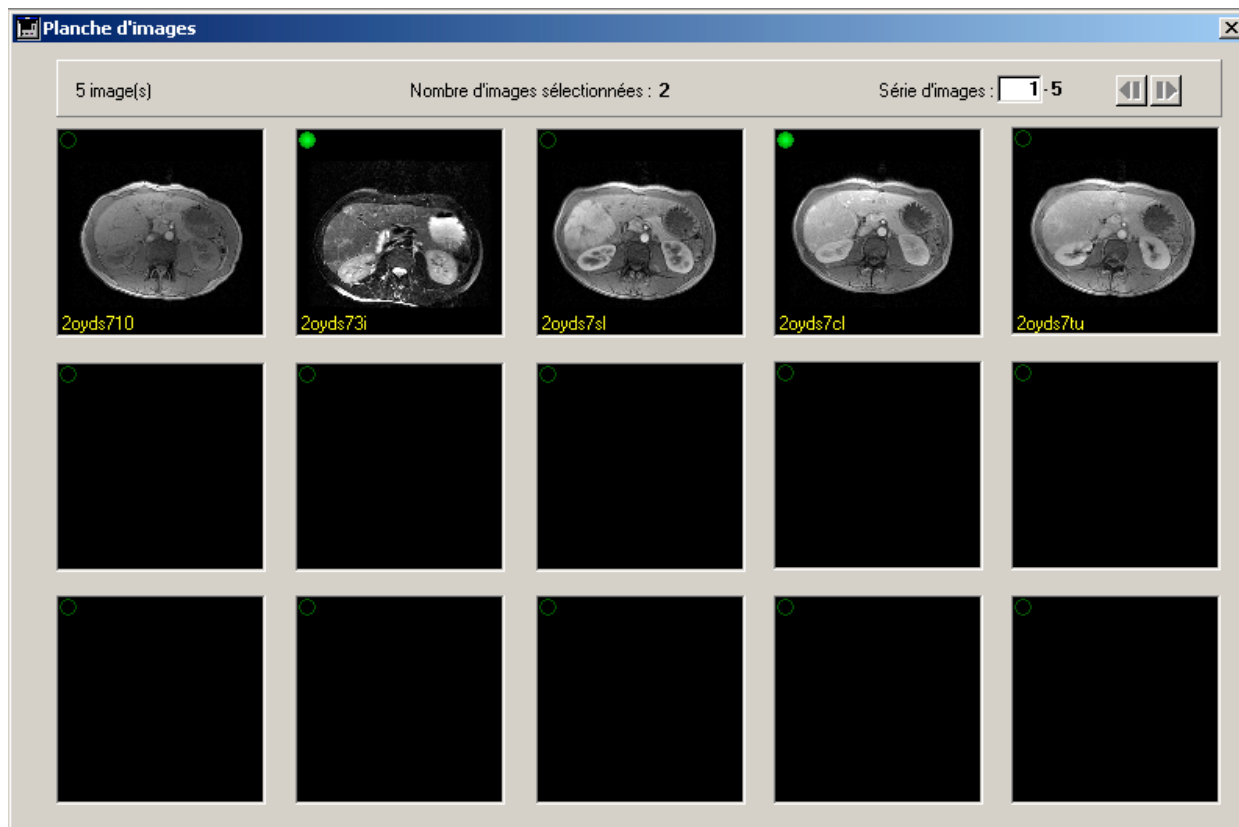 Planche d'images
5 image(s)
Nombre d'images sélectionnées : 2
Série d'images : 1 - 5
2oyds710
2oyds73i
2oyds7sl
2oyds7cl
2oyds7tu